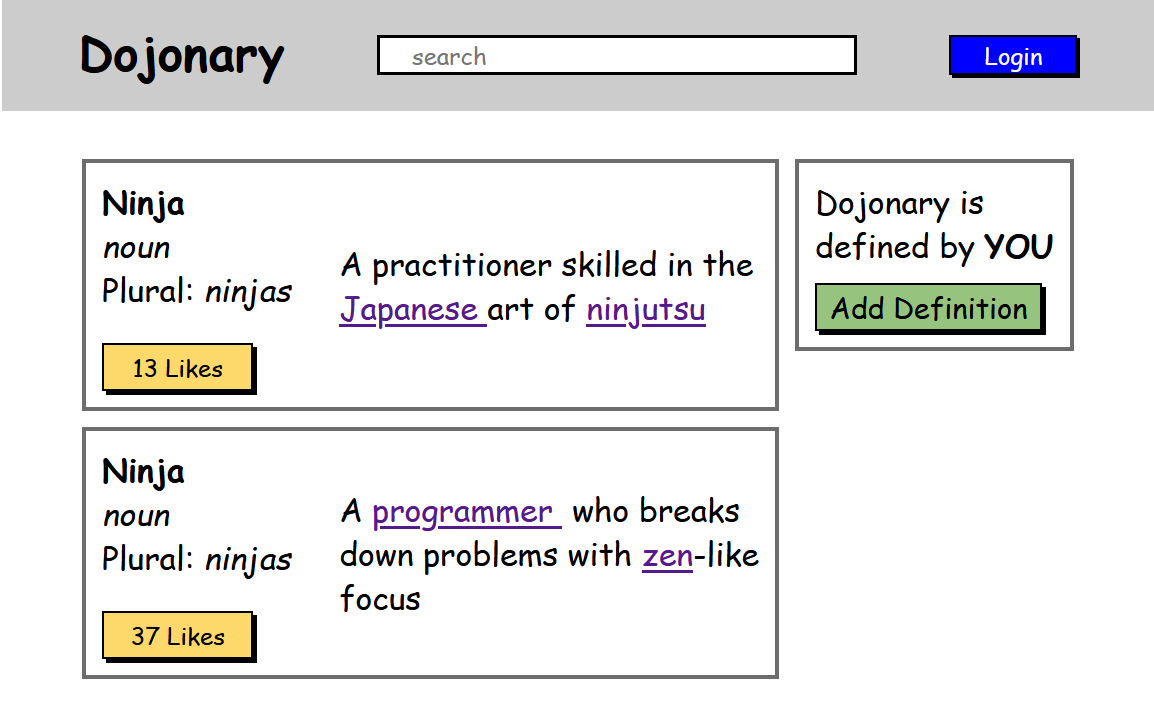 Dojonary
search
Login
Ninja
noun
Plural: ninjas
A practitioner skilled in the
Japanese art of ninjutsu
13 Likes
Dojonary is
defined by YOU
Add Definition
Ninja
noun
Plural: ninjas
A programmer who breaks
down problems with zen-like
focus
37 Likes